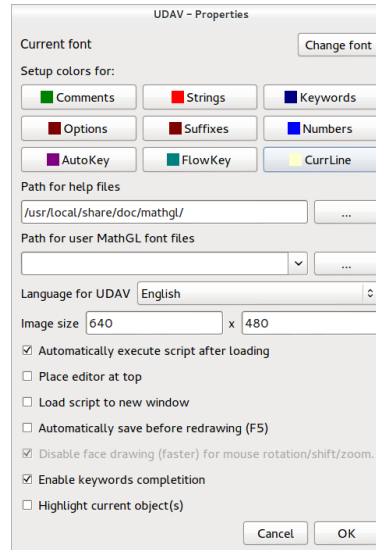 UDAV - Properties
Current font Change font
Setup colors for:
Comments Strings Keywords
Options Suffixes Numbers
AutoKey FlowKey CurrLine
Path for help files
/usr/local/share/doc/mathgl/ ...
Path for user MathGL font files
...
Language for UDAV English
Image size 640 x 480
Automatically execute script after loading
Place editor at top
Load script to new window
Automatically save before redrawing (F5)
Disable face drawing (faster) for mouse rotation/shift/zoom.
Enable keywords completition
Highlight current object(s)
Cancel OK